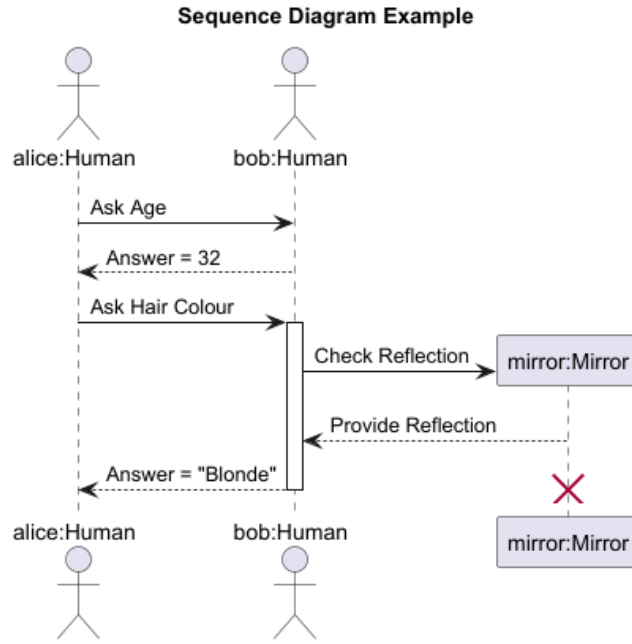 Sequence Diagram Example
alice:Human
bob:Human
Ask Age
Answer = 32
Ask Hair Colour
Check Reflection
mirror:Mirror
Provide Reflection
Answer = "Blonde"
alice:Human
bob:Human
mirror:Mirror